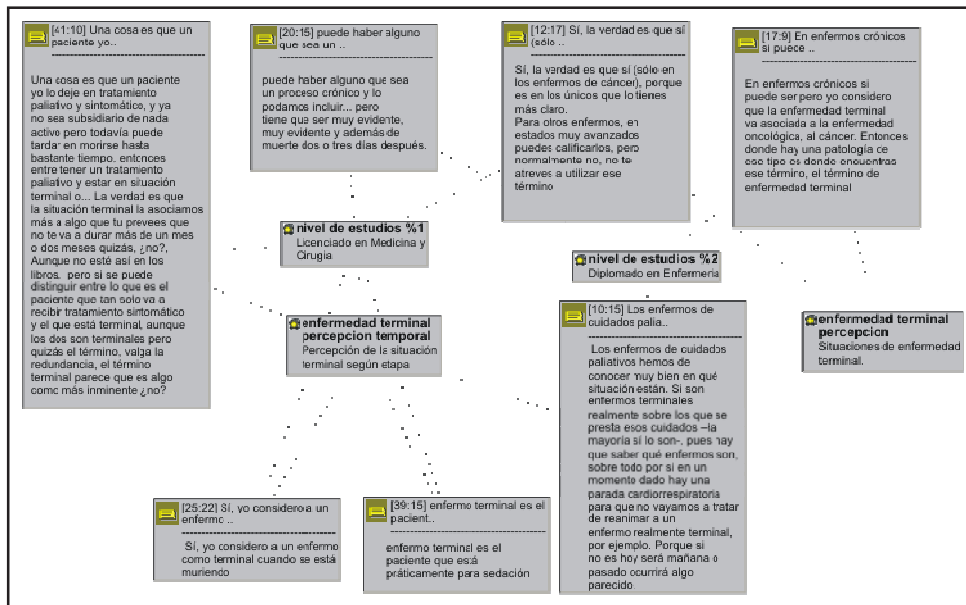 [41:10] Una cosa es que un
paciente yo..
Una cosa es que un paciente
yo lo deje en tratamiento
paliativo y sintomático, y ya
no sea subsidiario de nada
activo pero todavía puede
tardar en morirse hasta
bastante tiempo. entonces
entre tener un tratamiento
paliativo y estar en situación
terminal o... La verdad es que
la situación terminal la asociamos
más a algo que tu prevees que
no te va a durar más de un mes
o dos meses quizás, ¿no?,
Aunque no esté así en los
libros. pero si se puede
distinguir entre lo que es el
paciente que tan solo va a
recibir tratamiento sintomático
y el que está terminal, aunque
los dos son terminales pero
quizás el término, valga la
redundancia, el término
terminal parece que es algo
como más inminente ¿no?
[20:15] puede haber alguno
que sea un ..
puede haber alguno que sea
un proceso crónico y lo
podamos incluir... pero
tiene que ser muy evidente,
muy evidente y además de
muerte dos o tres días después.
[12:17] Sí, la verdad es que sí
(sólo ..
Sí, la verdad es que sí (sólo en
los enfermos de cáncer), porque
es en los únicos que lo tienes
más claro.
Para otros enfermos, en
estados muy avanzados
puedes calificarlos, pero
normalmente no, no te
atreves a utilizar ese
término
[17:9] En enfermos crónicos
si puece ..
En enfermos crónicos si
puede ser pero yo considero
que la enfermedad terminal
va asociada a la enfermedad
oncológica, al cáncer. Entonces
donde hay una patología de
ese tipo es donde encuentras
ese término, el término de
enfermedad terminal
nivel de estudios %1
Licenciado en Medicina y
Cirugía
nivel de estudios %2
Diplomado en Enfermería
enfermedad terminal
percepcion temporal
Percepción de la situación
terminal según etapa
[10:15] Los enfermos de
cuidados palia..
Los enfermos de cuidados
paliativos hemos de
conocer muy bien en qué
situación están. Si son
enfermos terminales
realmente sobre los que se
presta esos cuidados –la
mayoría sí lo son-, pues hay
que saber qué enfermos son,
sobre todo por si en un
momento dado hay una
parada cardiorrespiratoria
para que no vayamos a tratar
de reanimar a un
enfermo realmente terminal,
por ejemplo. Porque si
no es hoy será mañana o
pasado ocurrirá algo
parecido.
enfermedad terminal
percepcion
Situaciones de enfermedad
terminal.
[25:22] Sí, yo considero a un
enfermo ..
Sí, yo considero a un enfermo
como terminal cuando se está
muriendo
[39:15] enfermo terminal es el
pacient..
enfermo terminal es el
paciente que está
práticamente para sedación